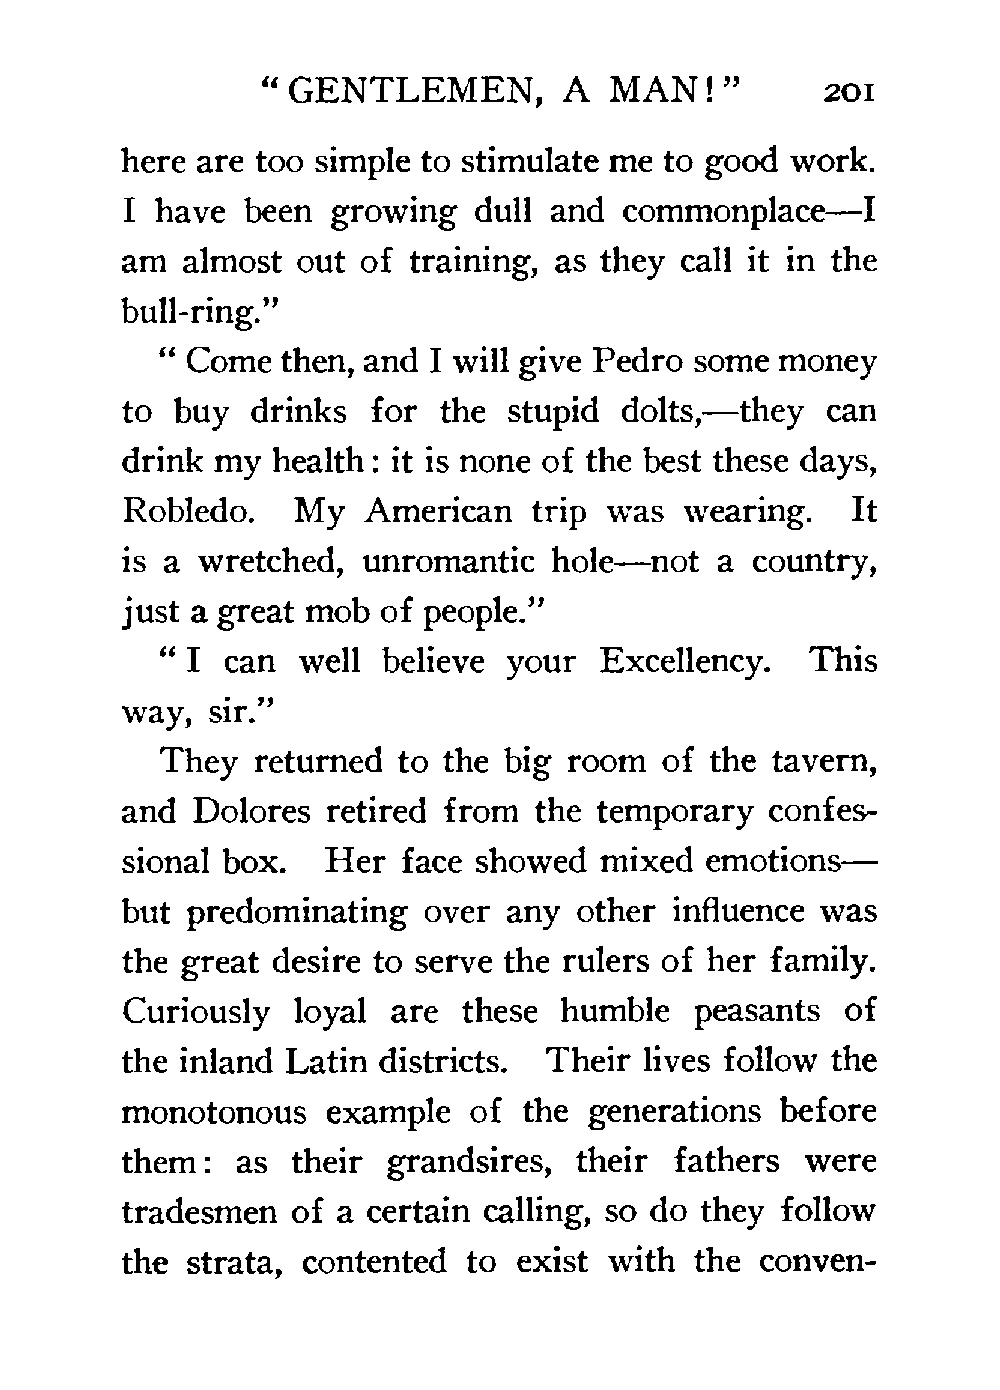 “ GENTLEMEN, A MAN! ” 201
here are too simple to stimulate me to good work.
I have been growing dull and commonplace—I
am almost out of training, as they call it in the
bull-ring.”
“ Come then, and I will give Pedro some money
to buy drinks for the stupid dolts,—they can
drink my health : it is none of the best these days,
Robledo. My American trip was wearing. It
is a wretched, unromantic hole—not a country,
just a great mob of people.”
“ I can well believe your Excellency. This
way, sir.”
They returned to the big room of the tavern,
and Dolores retired from the temporary confes-
sional box. Her face showed mixed emotions—
but predominating over any other influence was
the great desire to serve the rulers of her family.
Curiously loyal are these humble peasants of
the inland Latin districts. Their lives follow the
monotonous example of the generations before
them : as their grandsires, their fathers were
tradesmen of a certain calling, so do they follow
the strata, contented to exist with the conven-